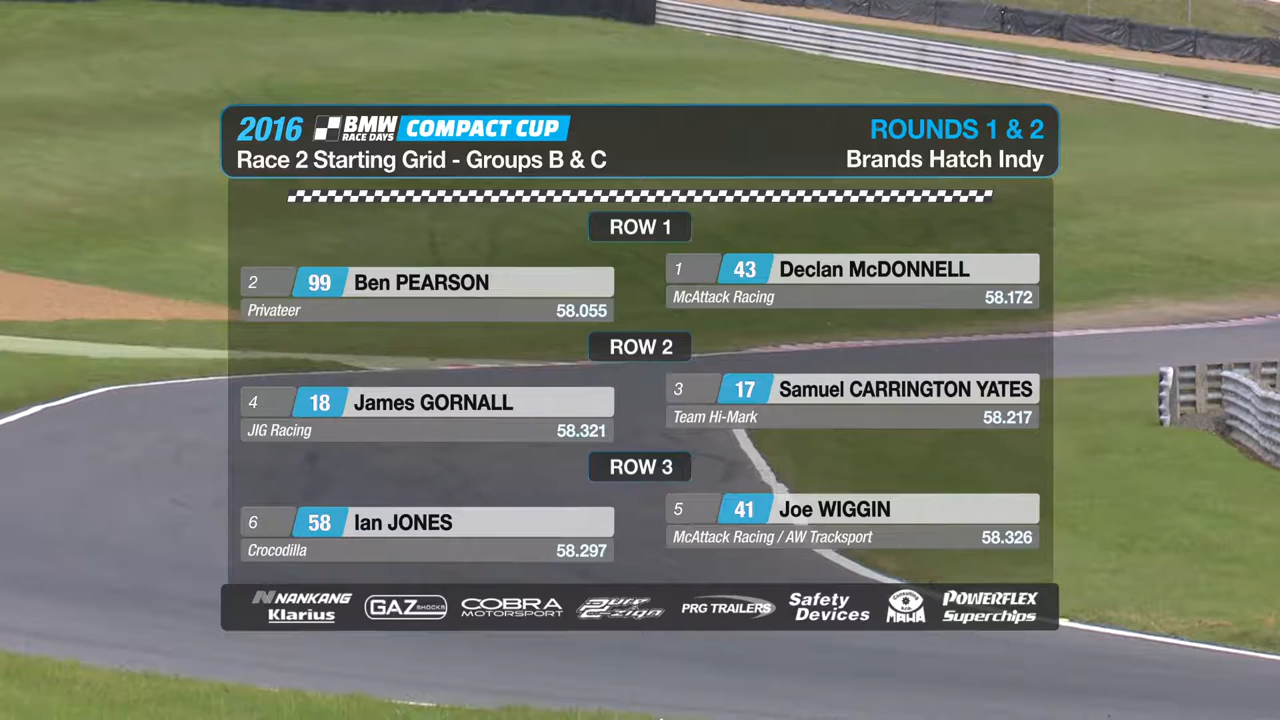 2016 BMW RACE DAYS COMPACT CUP
ROUNDS 1 & 2
Race 2 Starting Grid - Groups B & C
Brands Hatch Indy
ROW 1
2 99 Ben PEARSON
Privateer 58.055
1 43 Declan McDONNELL
McAttack Racing 58.172
ROW 2
4 18 James GORNALL
JIG Racing 58.321
3 17 Samuel CARRINGTON YATES
Team Hi-Mark 58.217
ROW 3
6 58 Ian JONES
Crocodilla 58.297
5 41 Joe WIGGIN
McAttack Racing / AW Tracksport 58.326
NANKANG
Klarius
GAZ SHOCKS
COBRA
MOTORSPORT
PRG TRAILERS
Safety
Devices
POWERFLEX
Superchips